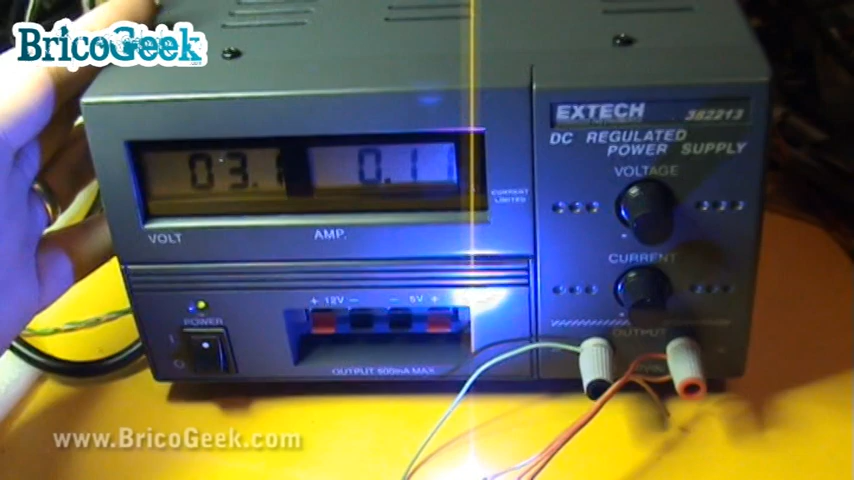 BricoGeek
EXTECH 382213
DC REGULATED
POWER SUPPLY
03.1 0.11
VOLTAGE
CURRENT
LIMITED
VOLT AMP.
CURRENT
+ 12V - - 5V +
POWER
I
O
OUTPUT
OUTPUT 500mA MAX
www.BricoGeek.com